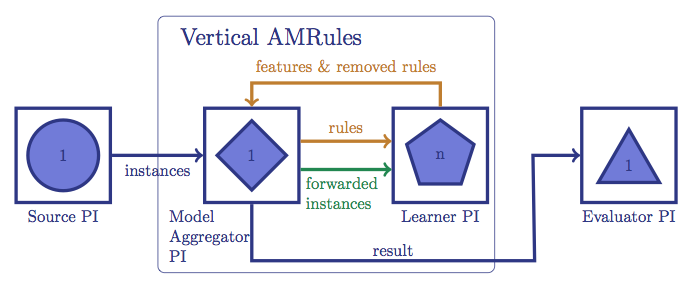 Vertical AMRules
features & removed rules
1
instances
1
rules
forwarded
instances
n
1
Source PI
Model
Aggregator
PI
Learner PI
Evaluator PI
result